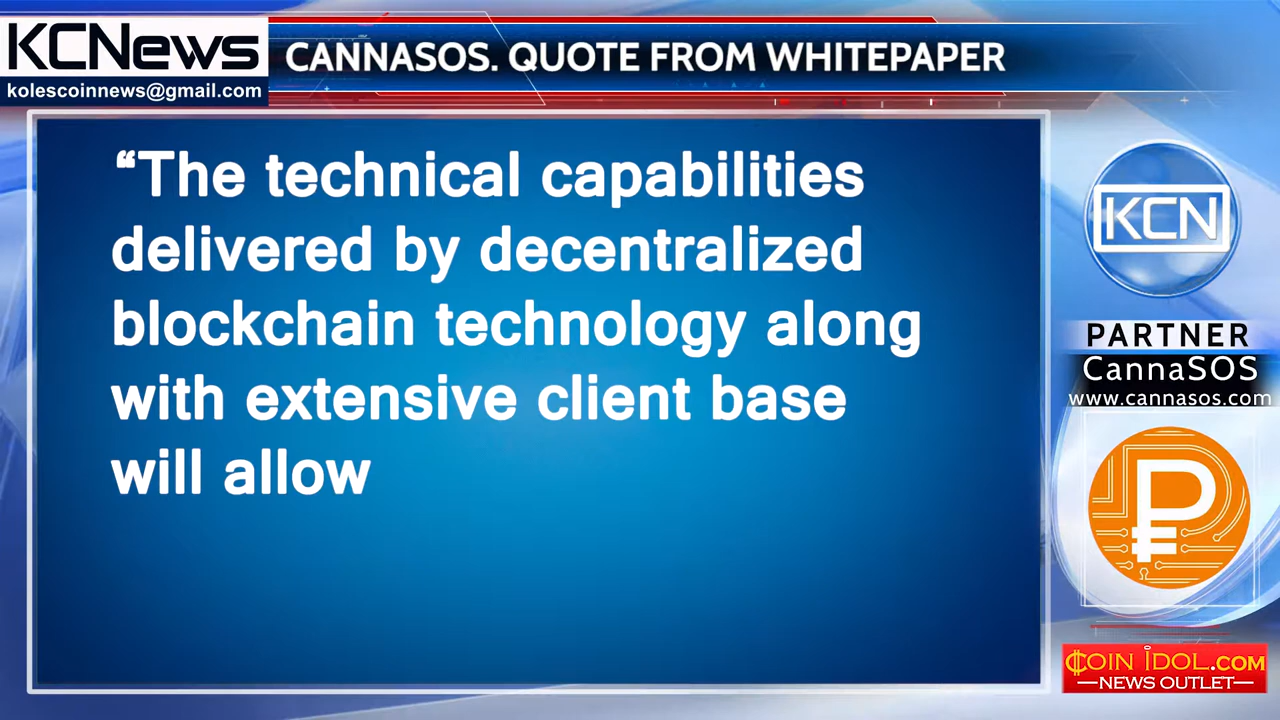 KCNews
kolescoinnews@gmail.com
CANNASOS. QUOTE FROM WHITEPAPER
“The technical capabilities
delivered by decentralized
blockchain technology along
with extensive client base
will allow
KCN
PARTNER
CannaSOS
www.cannasos.com
COIN IDOL.COM
NEWS OUTLET